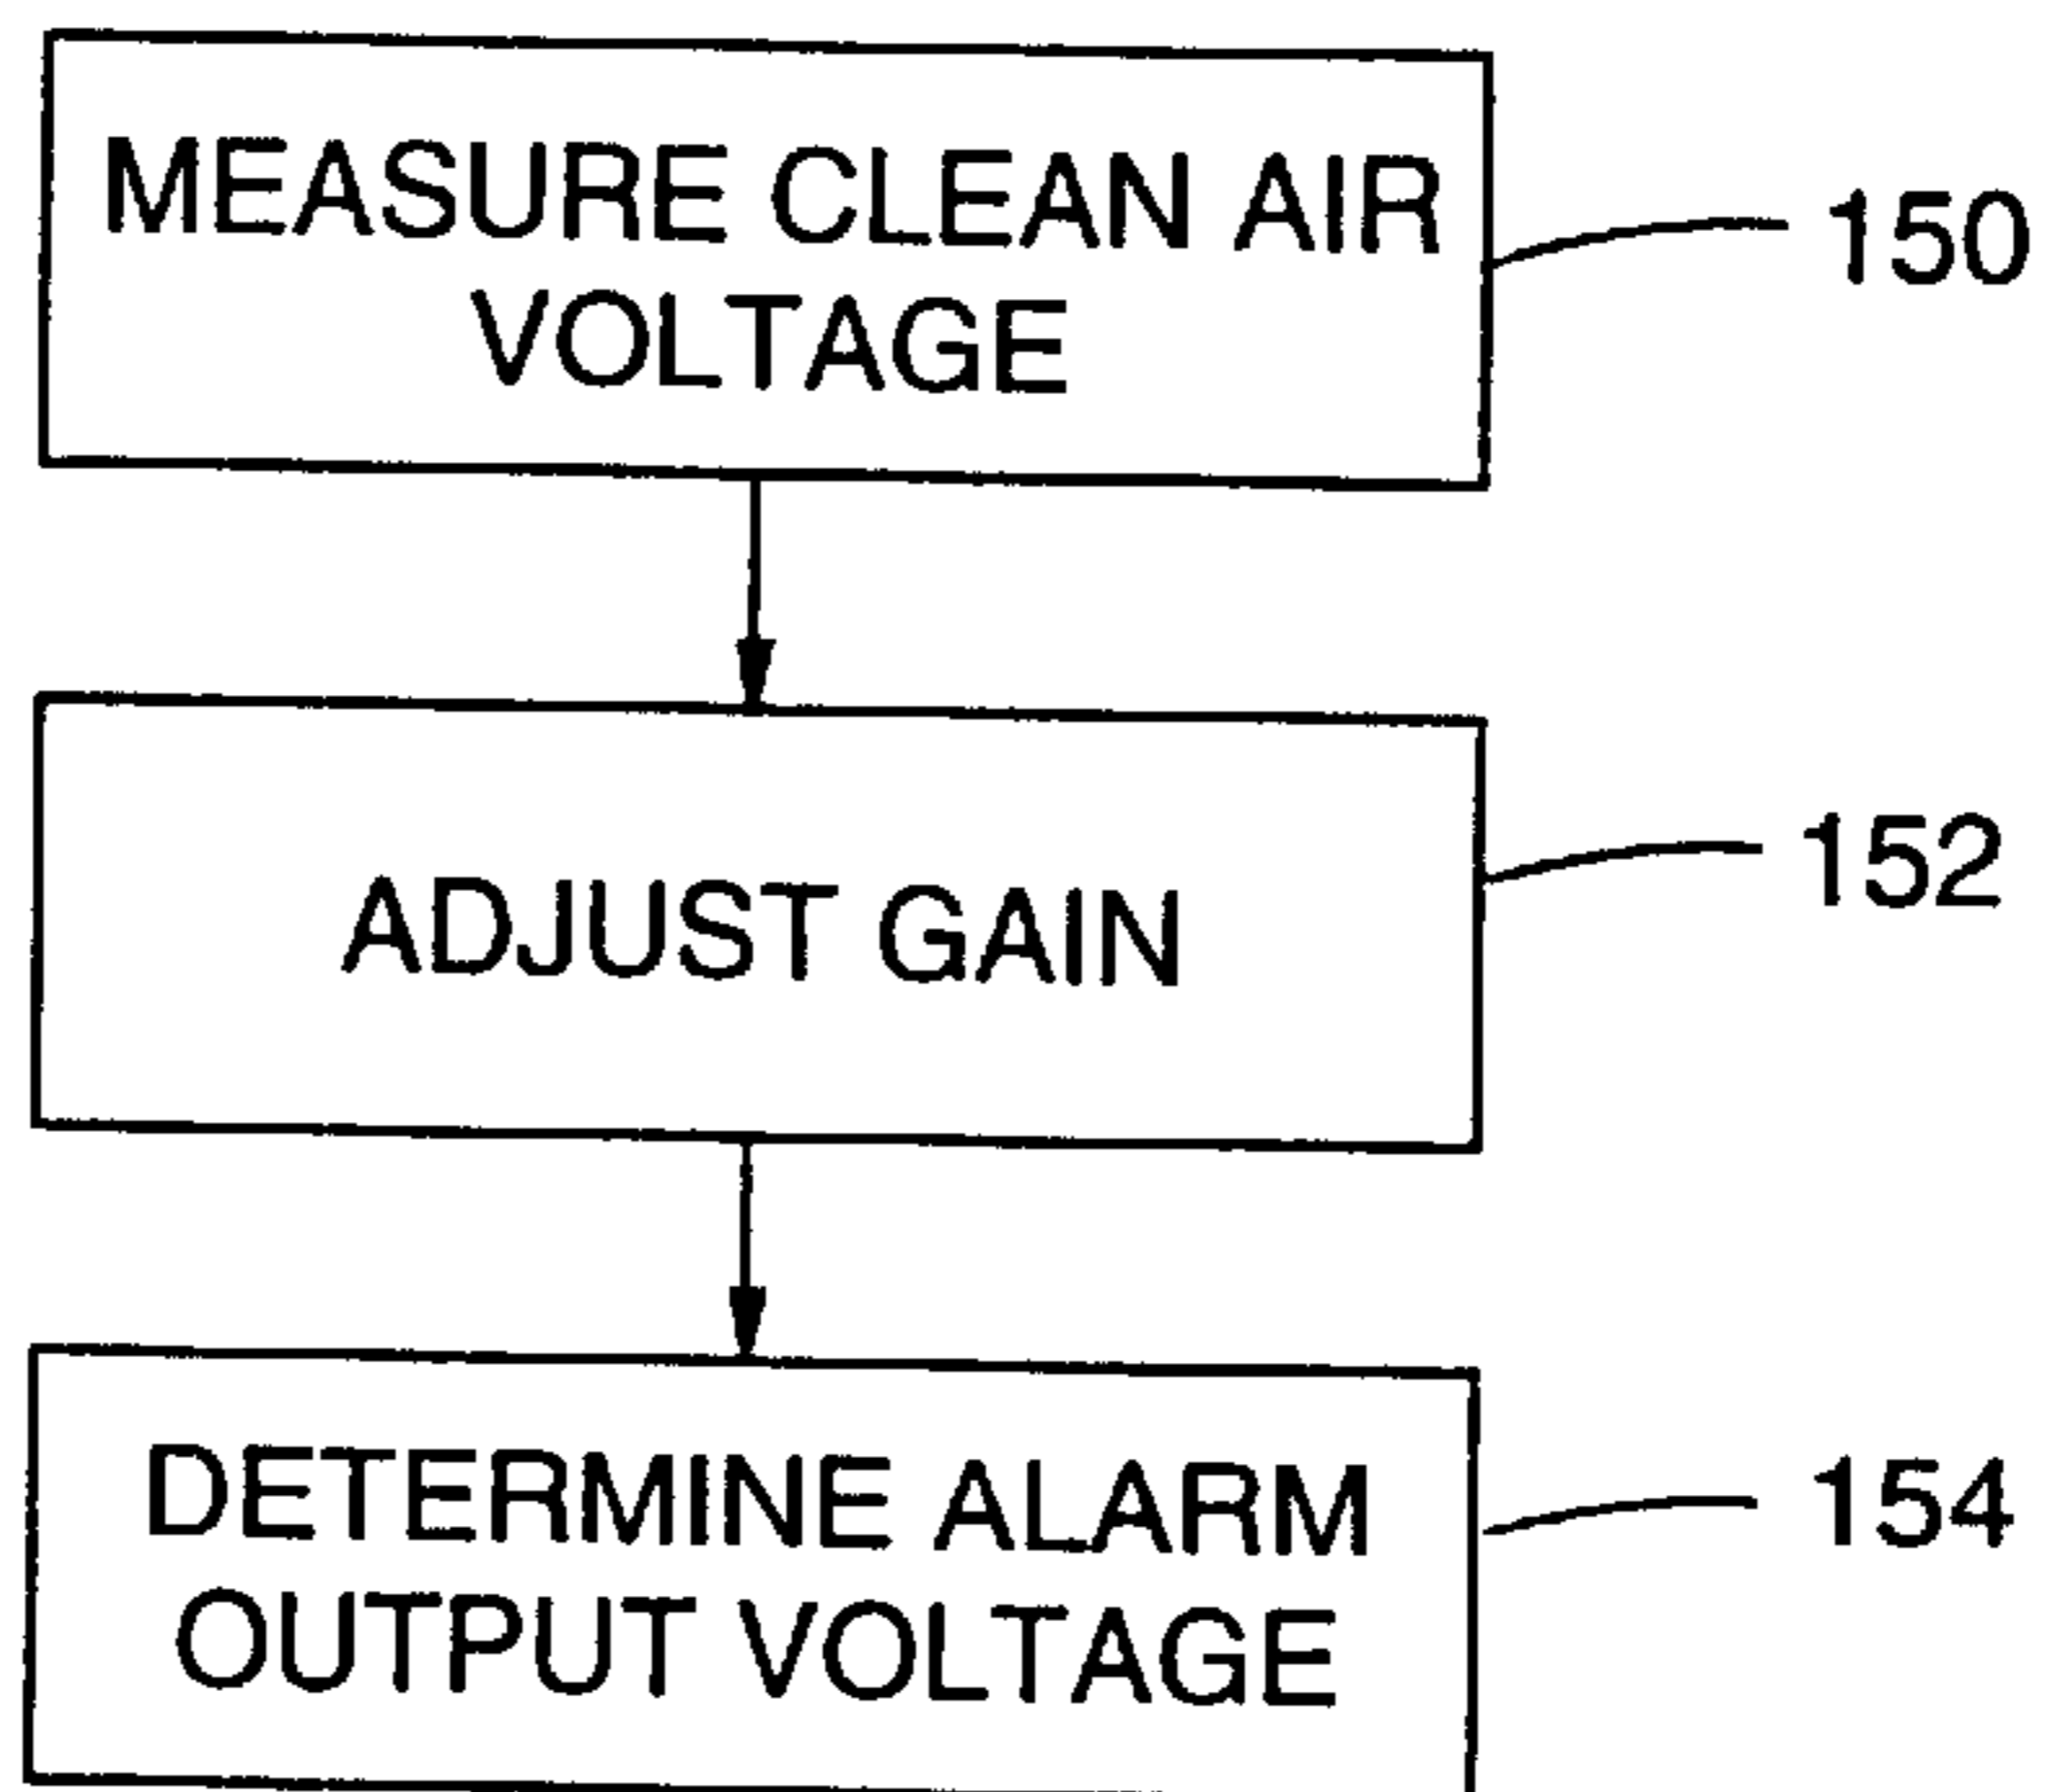 MEASURE CLEAN AIR
VOLTAGE
150
ADJUST GAIN
152
DETERMINE ALARM
OUTPUT VOLTAGE
154